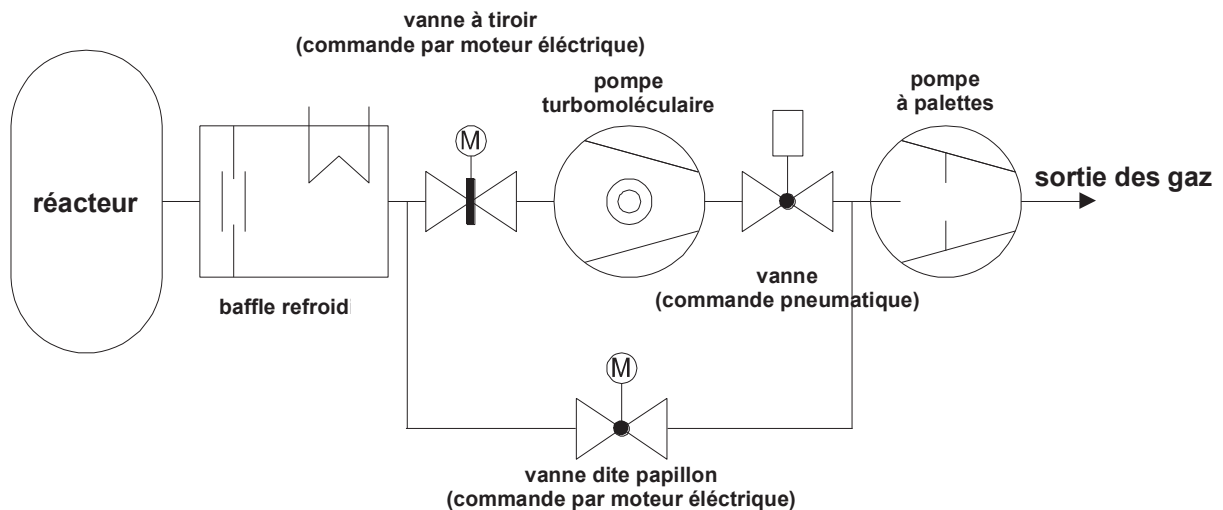 vanne à tiroir
(commande par moteur éléctrique)
pompe
turbomoléculaire
pompe
à palettes
M
réacteur
sortie des gaz
baffle refroidi
vanne
(commande pneumatique)
M
vanne dite papillon
(commande par moteur éléctrique)